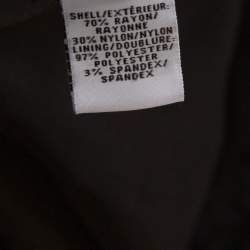 SHELL/EXTÉRIEUR:
70% RAYON/
RAYONNE
30% NYLON/NYLON
LINING/DOUBLURE:
97% POLYESTER/
POLYESTER
3% SPANDEX/
SPANDEX